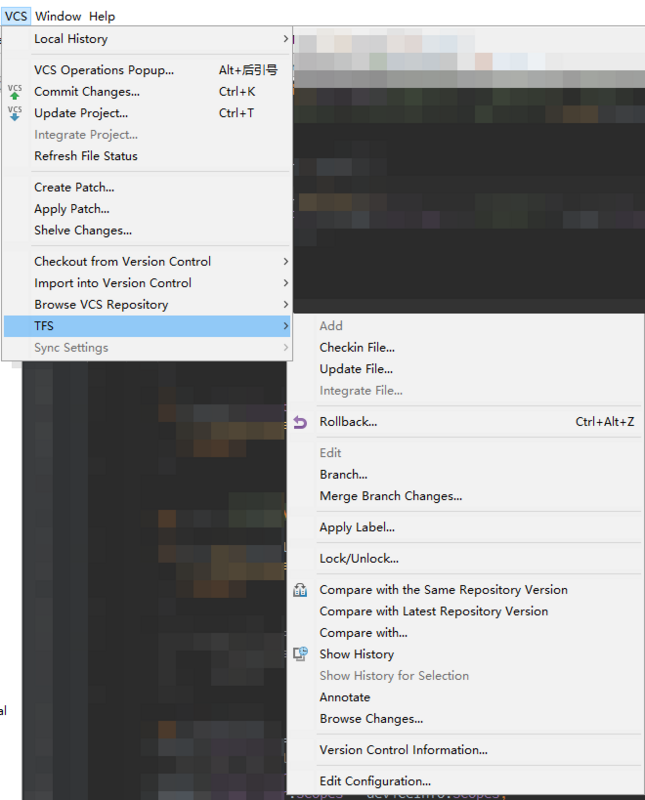 VCS Window Help
Local History
VCS Operations Popup... Alt+后引号
VCS Commit Changes... Ctrl+K
VCS Update Project... Ctrl+T
Integrate Project...
Refresh File Status
Create Patch...
Apply Patch...
Shelve Changes...
Checkout from Version Control
Import into Version Control
Browse VCS Repository
TFS
Sync Settings
Add
Checkin File...
Update File...
Integrate File...
Rollback... Ctrl+Alt+Z
Edit
Branch...
Merge Branch Changes...
Apply Label...
Lock/Unlock...
Compare with the Same Repository Version
Compare with Latest Repository Version
Compare with...
Show History
Show History for Selection
Annotate
Browse Changes...
al
Version Control Information...
Edit Configuration...